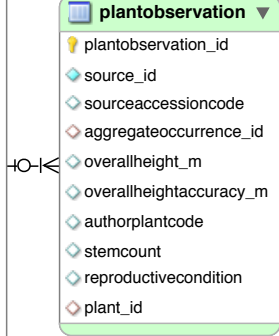 plantobservation
plantobservation_id
source_id
sourceaccessioncode
aggregateoccurrence_id
overallheight_m
overallheightaccuracy_m
authorplantcode
stemcount
reproductivecondition
plant_id